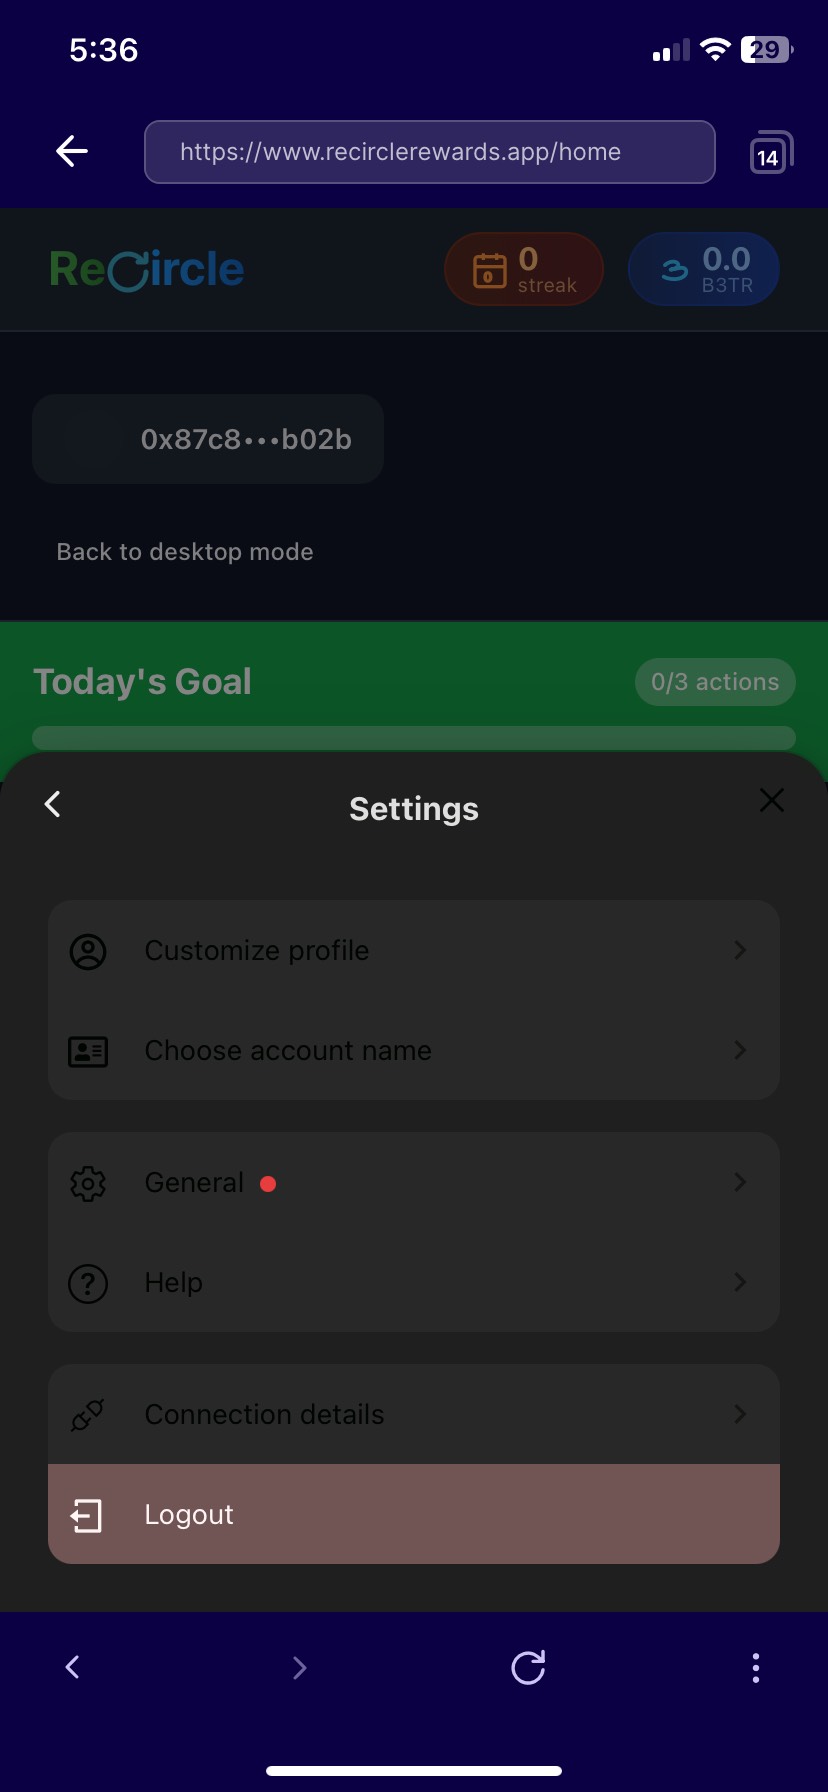 5:36
29
https://www.recirclerewards.app/home
14
ReCircle
0
0
streak
0.0
B3TR
0x87c8•••b02b
Back to desktop mode
Today's Goal
0/3 actions
Settings
Customize profile
Choose account name
General
Help
Connection details
Logout